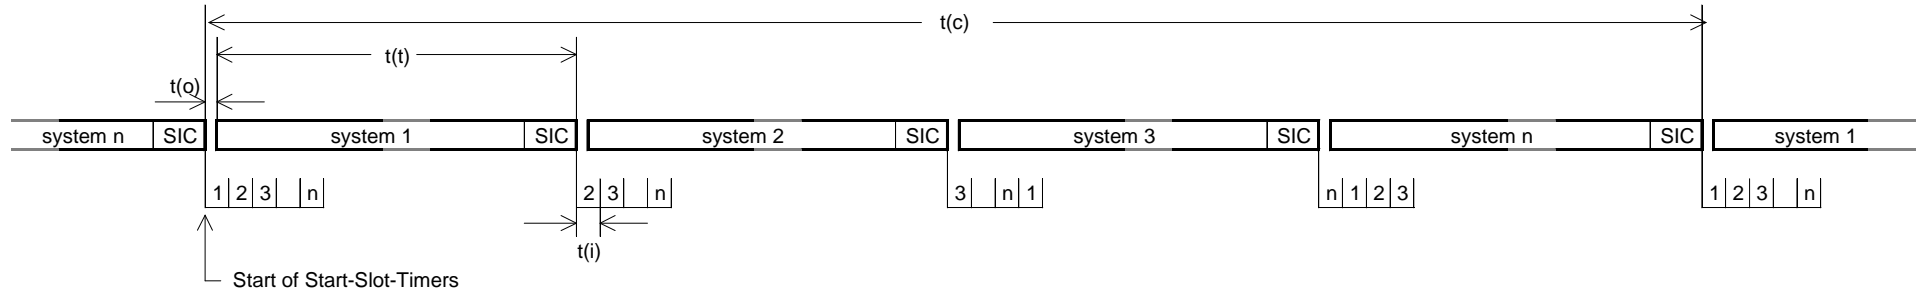 t(c)
t(t)
t(o)
system n SIC system 1 SIC system 2 SIC system 3 SIC system n SIC system 1
1 2 3 n 2 3 n 3 n 1 n 1 2 3 1 2 3 n
t(i)
Start of Start-Slot-Timers